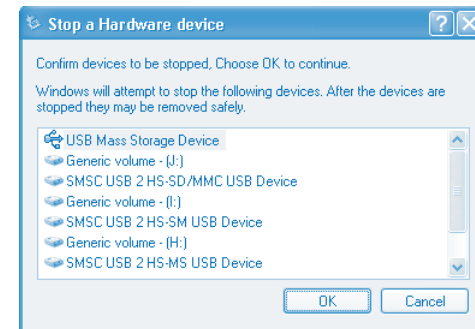 Stop a Hardware device
Confirm devices to be stopped, Choose OK to continue.
Windows will attempt to stop the following devices. After the devices are
stopped they may be removed safely.
USB Mass Storage Device
Generic volume - (J:)
SMSC USB 2 HS-SD/MMC USB Device
Generic volume - (I:)
SMSC USB 2 HS-SM USB Device
Generic volume - (H:)
SMSC USB 2 HS-MS USB Device
OK
Cancel